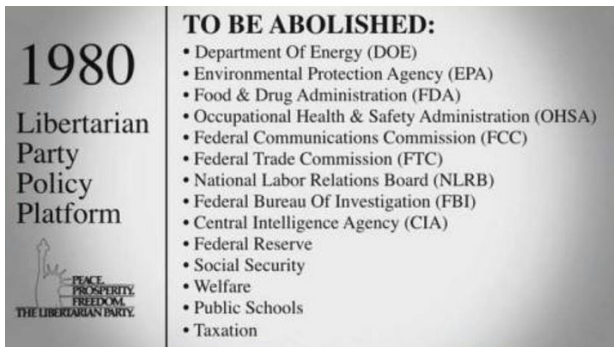 1980
Libertarian
Party
Policy
Platform
PEACE.
PROSPERITY.
FREEDOM.
THE LIBERTARIAN PARTY.
TO BE ABOLISHED:
• Department Of Energy (DOE)
• Environmental Protection Agency (EPA)
• Food & Drug Administration (FDA)
• Occupational Health & Safety Administration (OHSA)
• Federal Communications Commission (FCC)
• Federal Trade Commission (FTC)
• National Labor Relations Board (NLRB)
• Federal Bureau Of Investigation (FBI)
• Central Intelligence Agency (CIA)
• Federal Reserve
• Social Security
• Welfare
• Public Schools
• Taxation